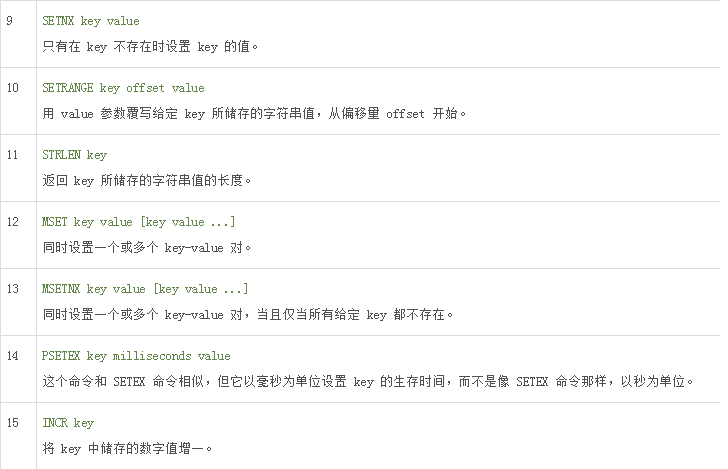 9
SETNX key value
只有在 key 不存在时设置 key 的值。
10
SETRANGE key offset value
用 value 参数覆写给定 key 所储存的字符串值，从偏移量 offset 开始。
11
STRLEN key
返回 key 所储存的字符串值的长度。
12
MSET key value [key value ...]
同时设置一个或多个 key-value 对。
13
MSETNX key value [key value ...]
同时设置一个或多个 key-value 对，当且仅当所有给定 key 都不存在。
14
PSETEX key milliseconds value
这个命令和 SETEX 命令相似，但它以毫秒为单位设置 key 的生存时间，而不是像 SETEX 命令那样，以秒为单位。
15
INCR key
将 key 中储存的数字值增一。